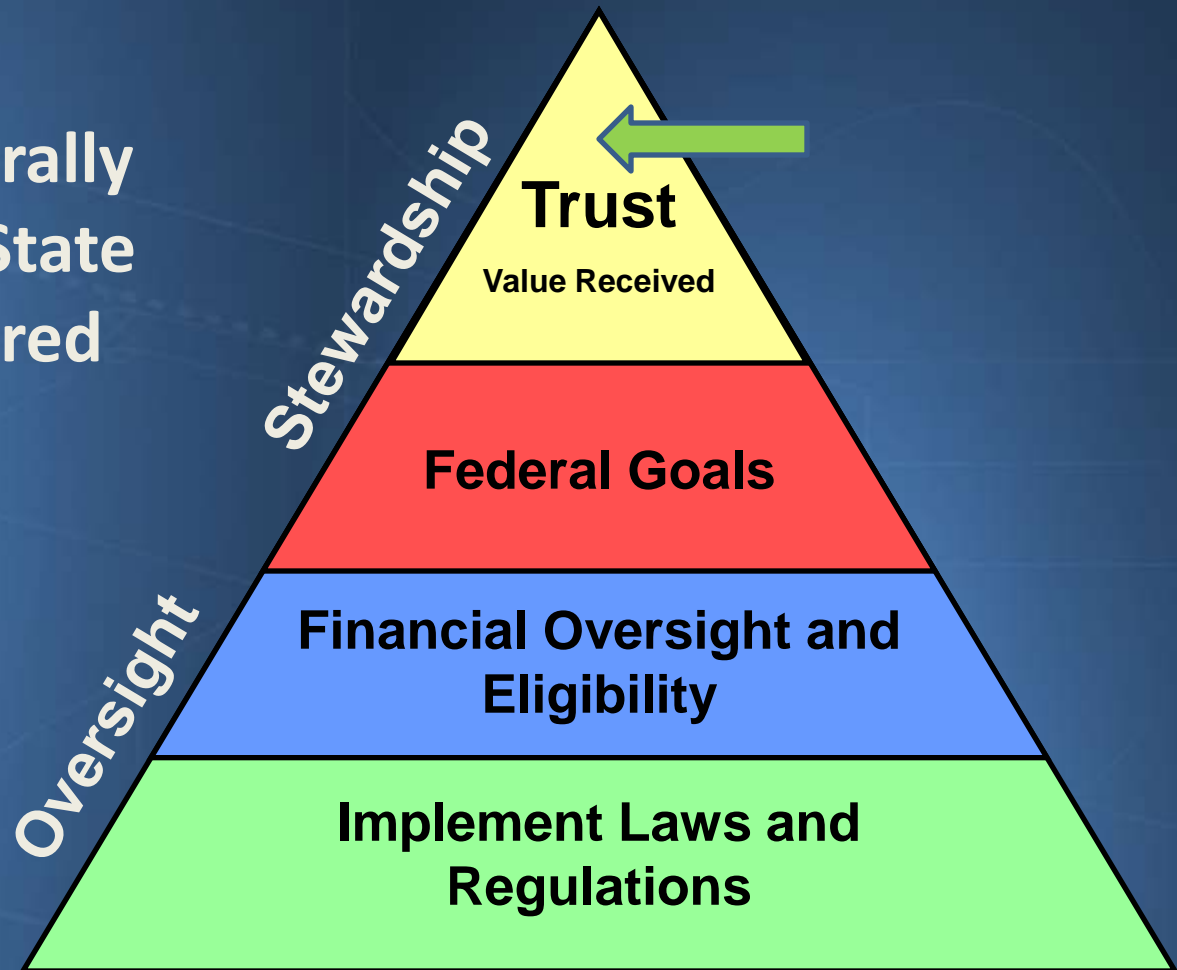 rally
State
red
Stewardship
Oversight
Trust
Value Received
Federal Goals
Financial Oversight and
Eligibility
Implement Laws and
Regulations